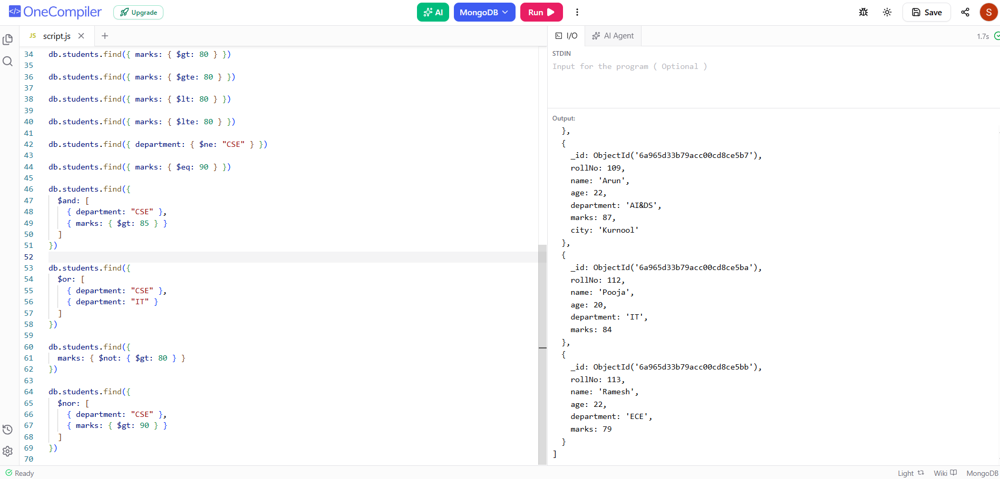 OneCompiler
Upgrade
AI
MongoDB
Run
Save
S
JS script.js
34 db.students.find({ marks: { $gt: 80 } })
35
36 db.students.find({ marks: { $gte: 80 } })
37
38 db.students.find({ marks: { $lt: 80 } })
39
40 db.students.find({ marks: { $lte: 80 } })
41
42 db.students.find({ department: { $ne: "CSE" } })
43
44 db.students.find({ marks: { $eq: 90 } })
45
46 db.students.find({
47 $and: [
48 { department: "CSE" },
49 { marks: { $gt: 85 } }
50 ]
51 })
52
53 db.students.find({
54 $or: [
55 { department: "CSE" },
56 { department: "IT" }
57 ]
58 })
59
60 db.students.find({
61 marks: { $not: { $gt: 80 } }
62 })
63
64 db.students.find({
65 $nor: [
66 { department: "CSE" },
67 { marks: { $gt: 90 } }
68 ]
69 })
70
I/O
AI Agent
1.7s
STDIN
Input for the program ( Optional )
Output:
},
{
_id: ObjectId('6a965d33b79acc00cd8ce5b7'),
rollNo: 109,
name: 'Arun',
age: 22,
department: 'AI&DS',
marks: 87,
city: 'Kurnool'
},
{
_id: ObjectId('6a965d33b79acc00cd8ce5ba'),
rollNo: 112,
name: 'Pooja',
age: 20,
department: 'IT',
marks: 84
},
{
_id: ObjectId('6a965d33b79acc00cd8ce5bb'),
rollNo: 113,
name: 'Ramesh',
age: 22,
department: 'ECE',
marks: 79
}
]
Ready
Light
Wiki
MongoDB